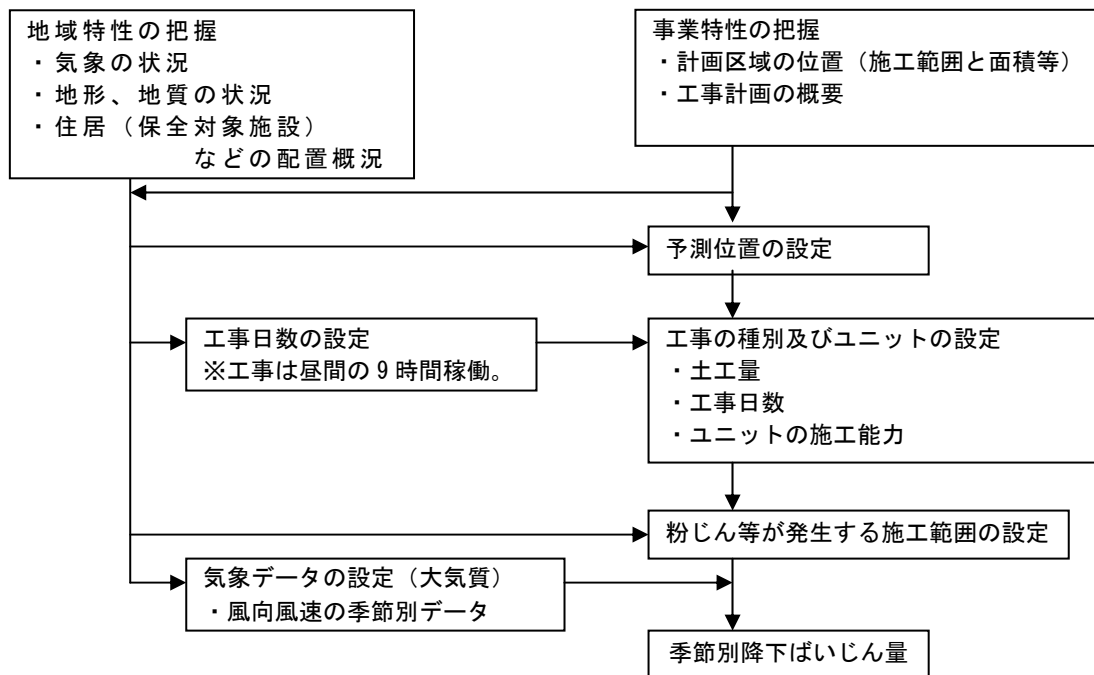 地域特性の把握
・気象の状況
・地形、地質の状況
・住居（保全対象施設）
などの配置概況
事業特性の把握
・計画区域の位置（施工範囲と面積等）
・工事計画の概要
予測位置の設定
工事日数の設定
※工事は昼間の9時間稼働。
工事の種別及びユニットの設定
・土工量
・工事日数
・ユニットの施工能力
粉じん等が発生する施工範囲の設定
気象データの設定（大気質）
・風向風速の季節別データ
季節別降下ばいじん量